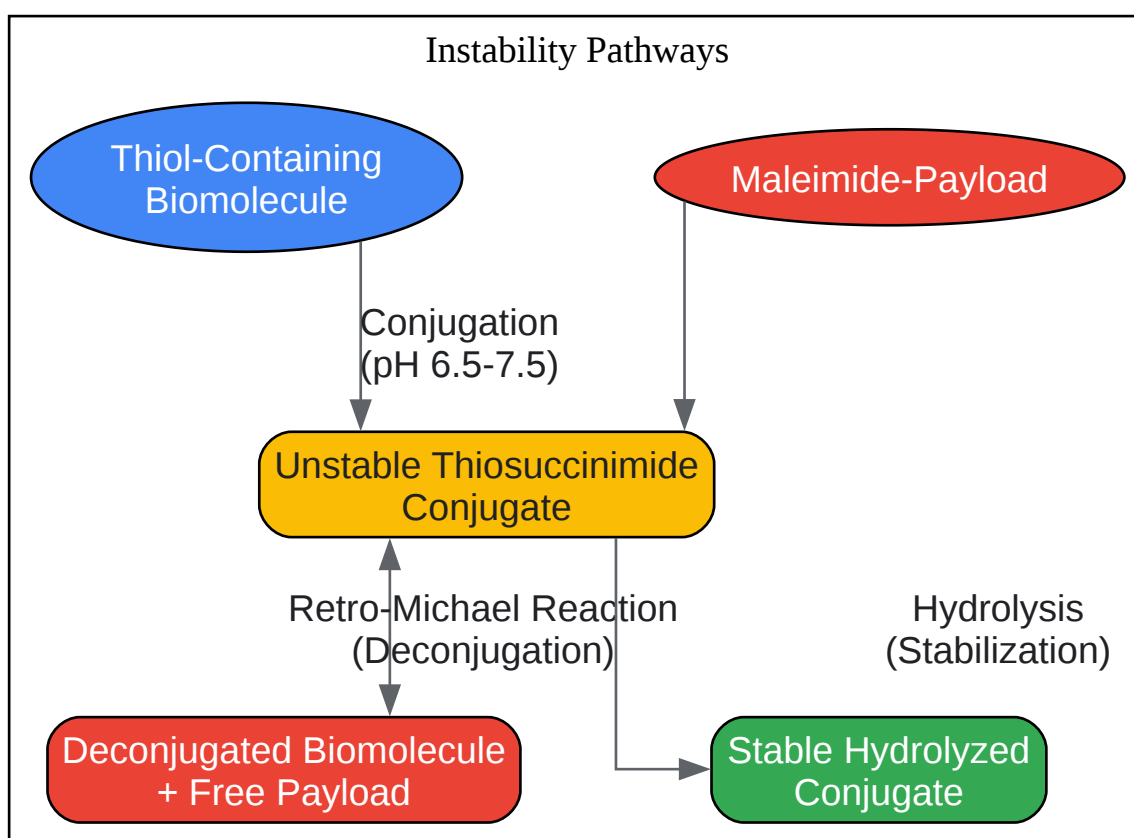 Instability Pathways
Thiol-Containing
Biomolecule
Maleimide-Payload
Conjugation
(pH 6.5-7.5)
Unstable Thiosuccinimide
Conjugate
Retro-Michael Reaction
(Deconjugation)
Hydrolysis
(Stabilization)
Deconjugated Biomolecule
+ Free Payload
Stable Hydrolyzed
Conjugate